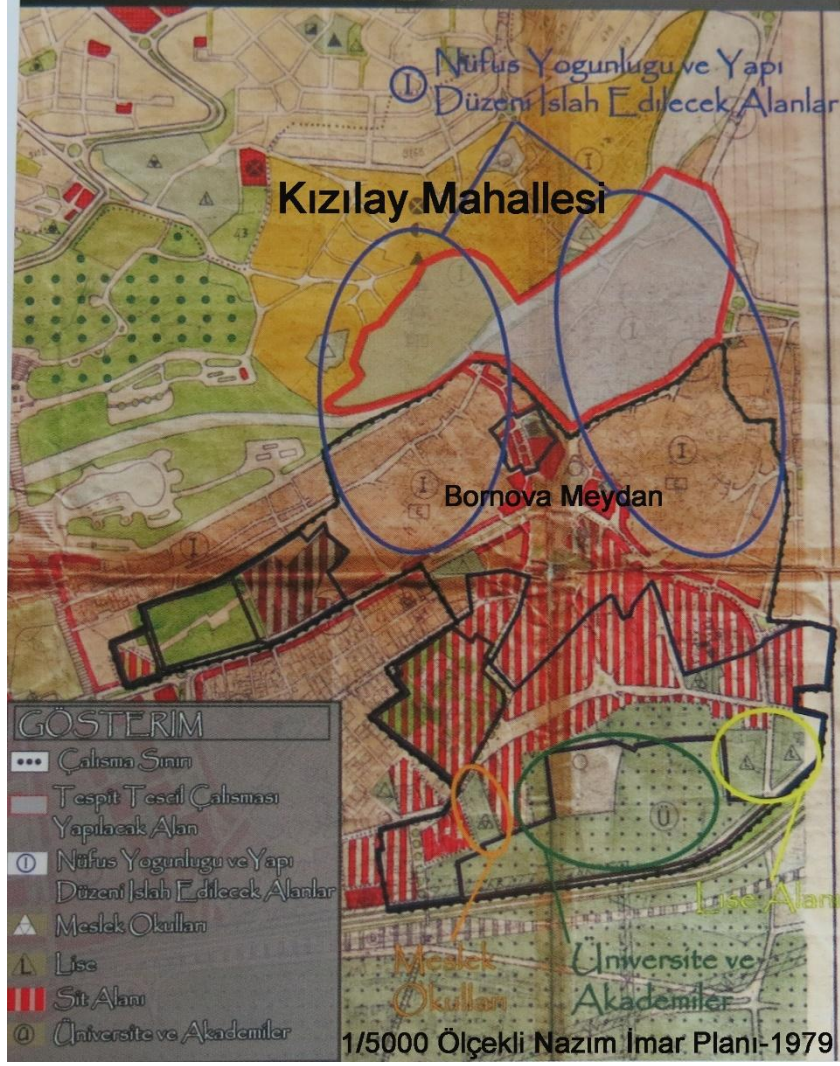 I Nüfus Yogunlugu ve Yapı
Düzeni Islah Edilecek Alanlar
Kızılay Mahallesi
I
43
I
I
I
I
Bornova Meydan
I
Ü
L
L
Lise Alanı
Meslek
Okulları
Üniversite ve
Akademiler
GÖSTERİM
Çalısma Sınırı
Tespit Tescil Çalısması
Yapılacak Alan
I Nüfus Yogunlugu ve Yapı
Düzeni Islah Edilecek Alanlar
Meslek Okulları
L Lise
Sit Alanı
Ü Üniversite ve Akademiler
1/5000 Ölçekli Nazım İmar Planı-1979